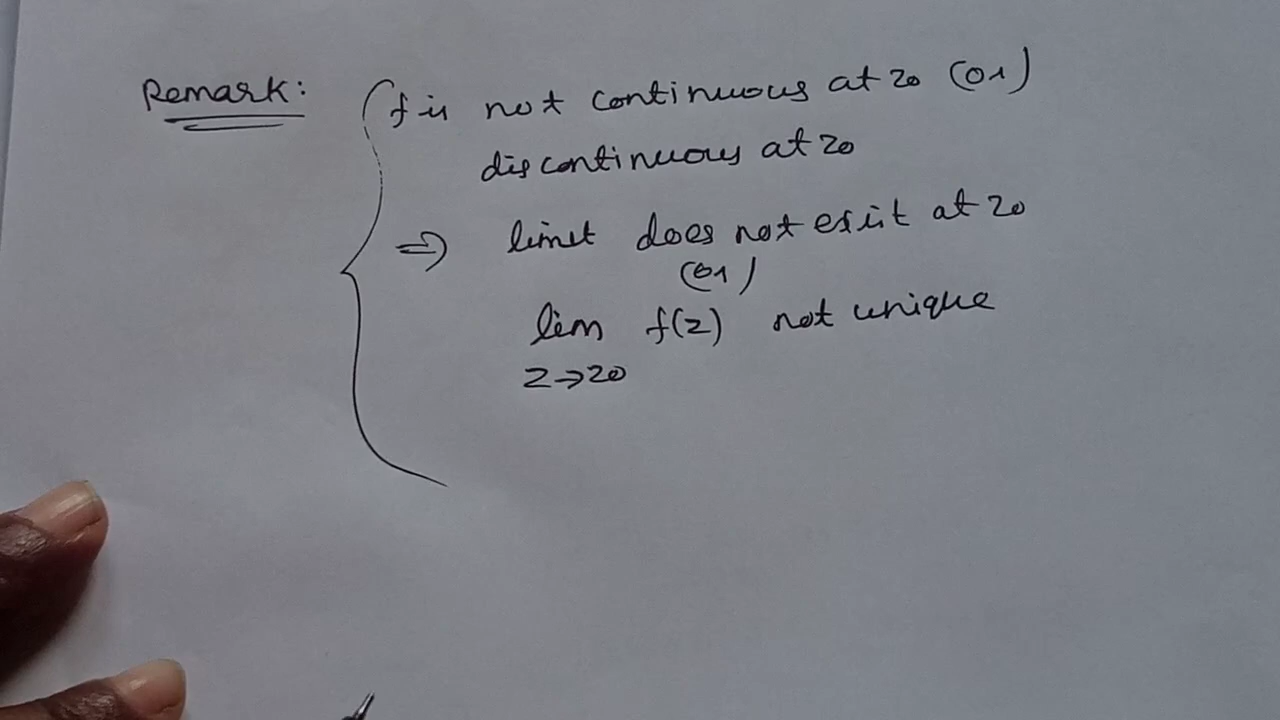 Remark: f is not continuous at z0 (or)
discontinuous at z0
⇒ limit does not exist at z0
(or)
lim f(z) not unique
z→z0